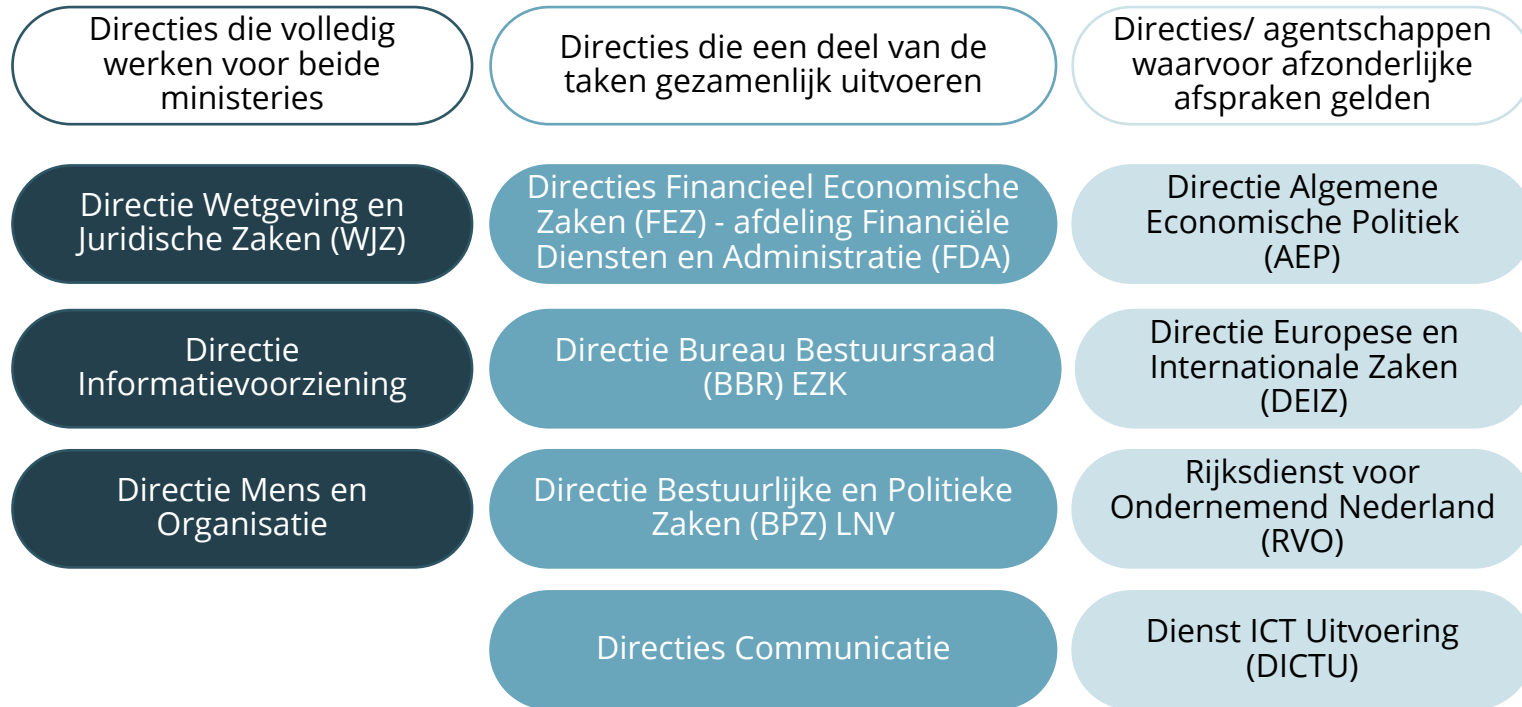 Directies die volledig
werken voor beide
ministeries
Directies die een deel van de
taken gezamenlijk uitvoeren
Directies/ agentschappen
waarvoor afzonderlijke
afspraken gelden
Directie Wetgeving en
Juridische Zaken (WJZ)
Directies Financieel Economische
Zaken (FEZ) - afdeling Financiële
Diensten en Administratie (FDA)
Directie Algemene
Economische Politiek
(AEP)
Directie
Informatievoorziening
Directie Bureau Bestuursraad
(BBR) EZK
Directie Europese en
Internationale Zaken
(DEIZ)
Directie Mens en
Organisatie
Directie Bestuurlijke en Politieke
Zaken (BPZ) LNV
Rijksdienst voor
Ondernemend Nederland
(RVO)
Directies Communicatie
Dienst ICT Uitvoering
(DICTU)